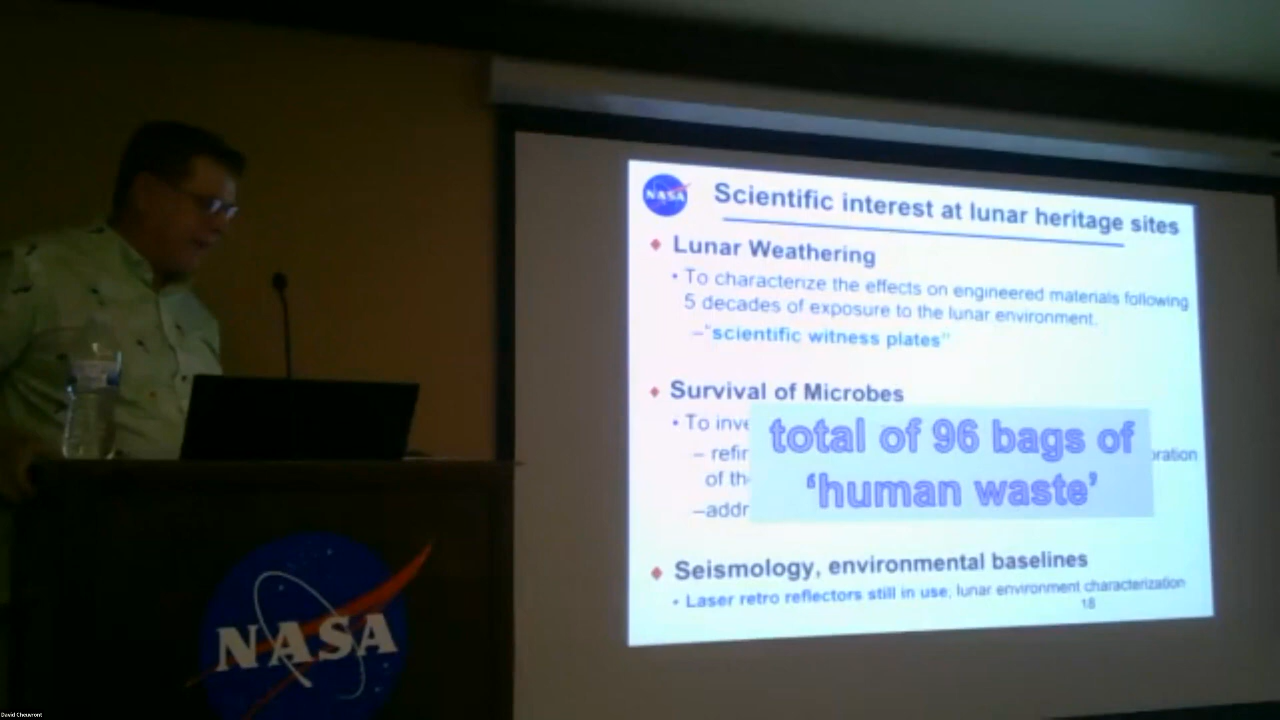 NASA
Scientific interest at lunar heritage sites
♦ Lunar Weathering
• To characterize the effects on engineered materials following
5 decades of exposure to the lunar environment.
–"scientific witness plates"
♦ Survival of Microbes
• To inve
– refir
of th
–addr
oration
total of 96 bags of
‘human waste’
♦ Seismology, environmental baselines
• Laser retro reflectors still in use, lunar environment characterization
18
NASA
David Cheuvront